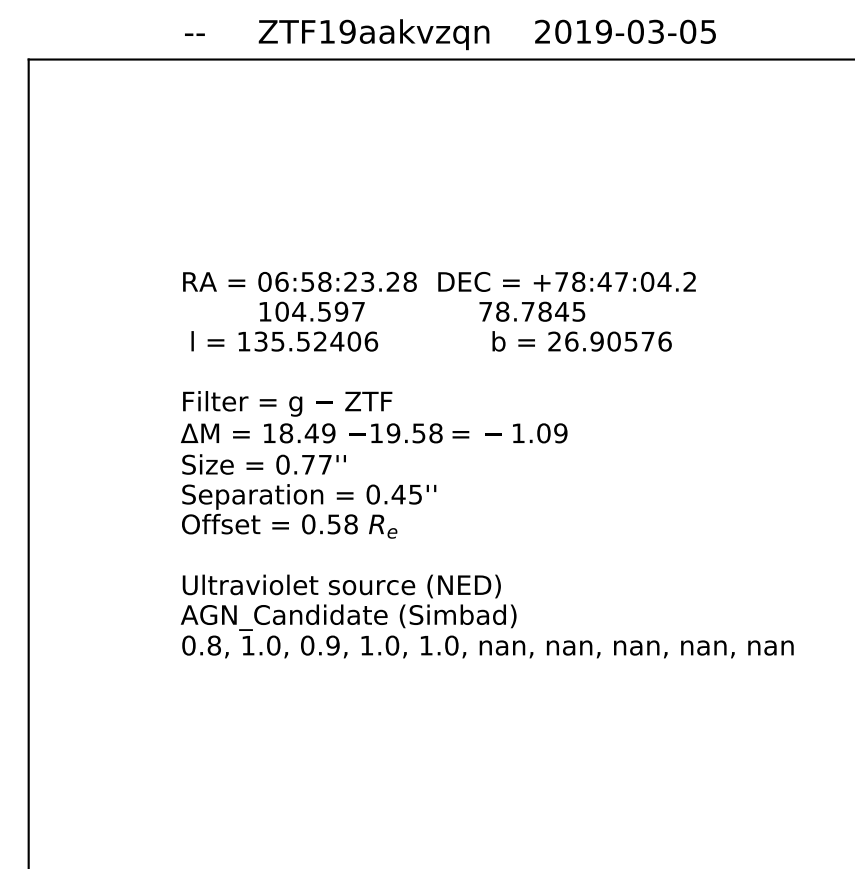 -- ZTF19aakvzqn 2019-03-05
RA = 06:58:23.28 DEC = +78:47:04.2
104.597 78.7845
l = 135.52406 b = 26.90576
Filter = g − ZTF
ΔM = 18.49 −19.58 = − 1.09
Size = 0.77''
Separation = 0.45''
Offset = 0.58 Re
Ultraviolet source (NED)
AGN_Candidate (Simbad)
0.8, 1.0, 0.9, 1.0, 1.0, nan, nan, nan, nan, nan